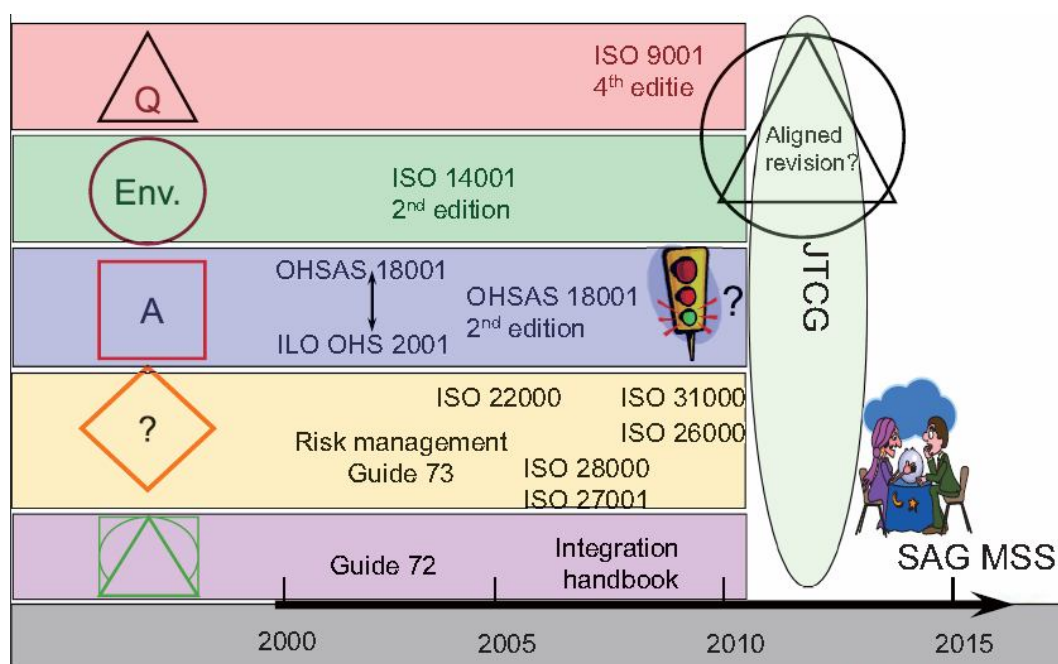 Q
ISO 9001
4th editie
Env.
ISO 14001
2nd edition
Aligned
revision?
A
OHSAS 18001
ILO OHS 2001
OHSAS 18001
2nd edition
?
JTCG
?
ISO 22000
ISO 31000
ISO 26000
Risk management
Guide 73
ISO 28000
ISO 27001
Guide 72
Integration
handbook
SAG MSS
2000
2005
2010
2015